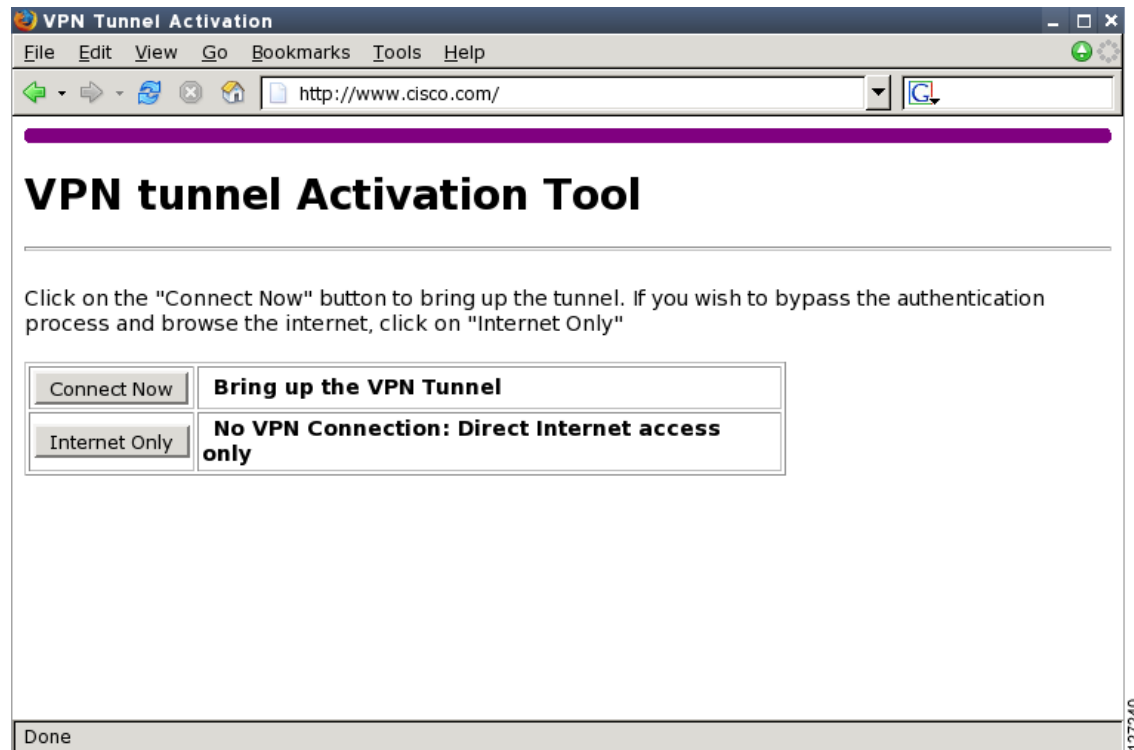 VPN Tunnel Activation
File Edit View Go Bookmarks Tools Help
http://www.cisco.com/
G
VPN tunnel Activation Tool
Click on the "Connect Now" button to bring up the tunnel. If you wish to bypass the authentication
process and browse the internet, click on "Internet Only"
Connect Now Bring up the VPN Tunnel
Internet Only No VPN Connection: Direct Internet access
only
Done